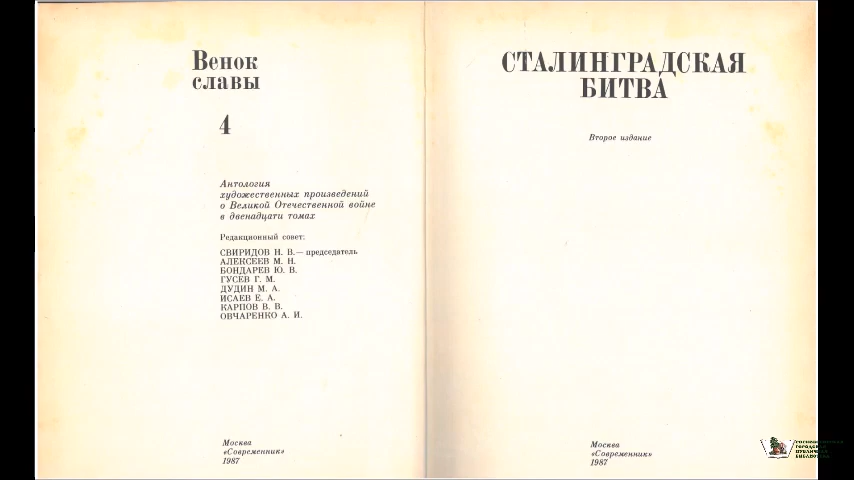 Венок
славы
4
Антология
художественных произведений
о Великой Отечественной войне
в двенадцати томах
Редакционный совет:
СВИРИДОВ Н. В.— председатель
АЛЕКСЕЕВ М. Н.
БОНДАРЕВ Ю. В.
ГУСЕВ Г. М.
ДУДИН М. А.
ИСАЕВ Е. А.
КАРПОВ В. В.
ОВЧАРЕНКО А. И.
Москва
«Современник»
1987
СТАЛИНГРАДСКАЯ
БИТВА
Второе издание
Москва
«Современник»
1987